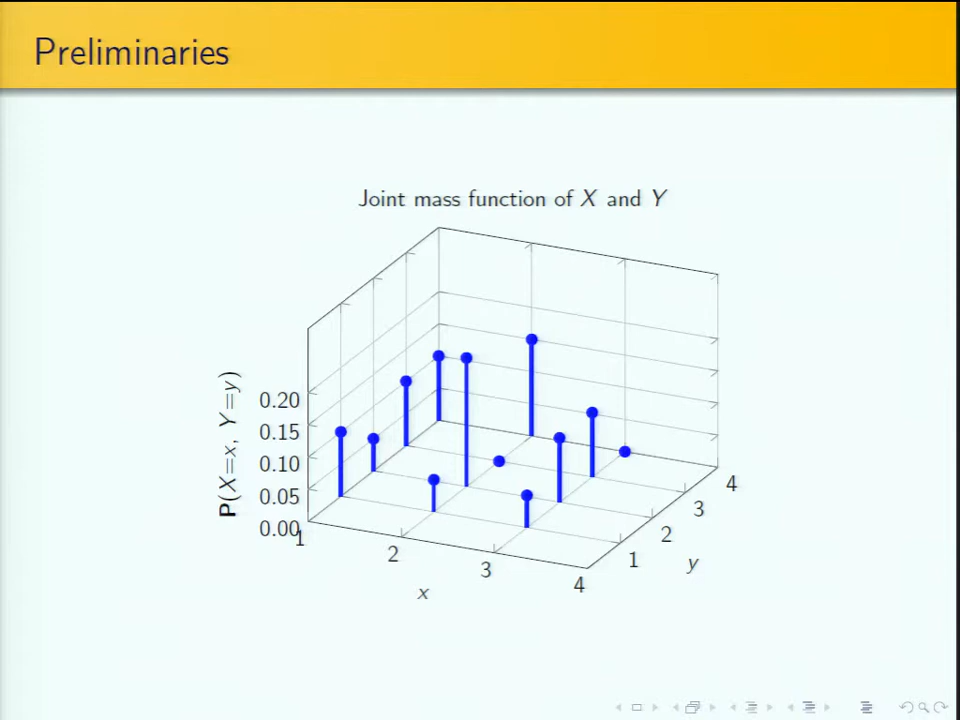 Preliminaries
Joint mass function of X and Y
P(X=x, Y=y)
0.20
0.15
0.10
0.05
0.00
1
2
3
4
x
1
2
3
4
y